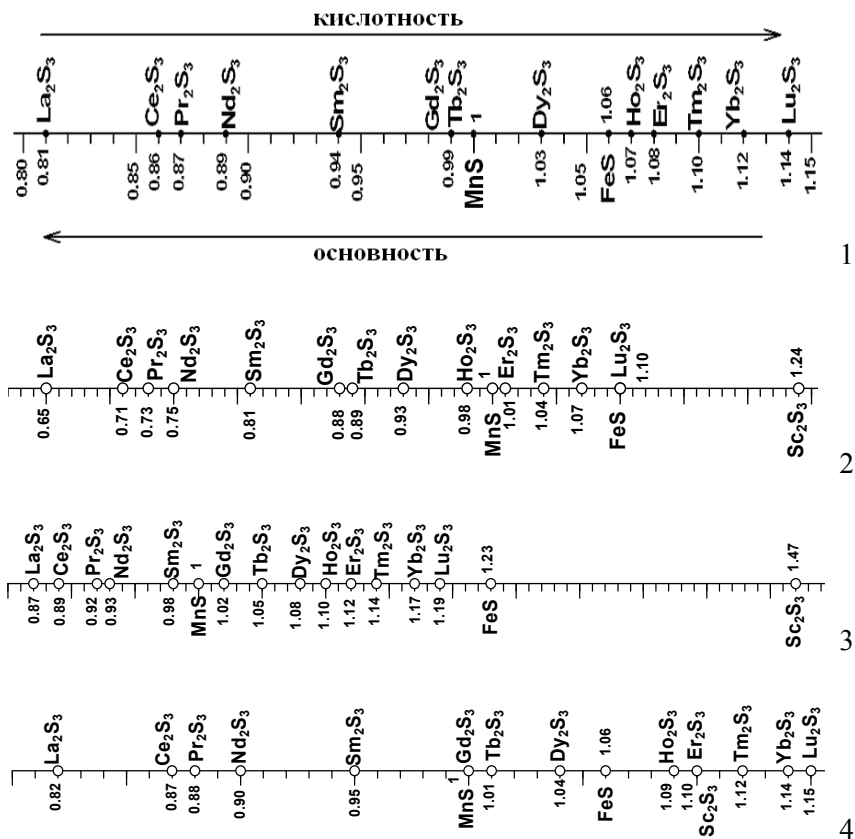 кислотность
La₂S₃ Ce₂S₃ Pr₂S₃ Nd₂S₃ Sm₂S₃ Gd₂S₃ Tb₂S₃ 1 Dy₂S₃ 1.06 Ho₂S₃ Er₂S₃ Tm₂S₃ Yb₂S₃ Lu₂S₃
0.80 0.81 0.85 0.86 0.87 0.89 0.90 0.94 0.95 0.99 MnS 1.03 1.05 FeS 1.07 1.08 1.10 1.12 1.14 1.15
основность
1
La₂S₃ Ce₂S₃ Pr₂S₃ Nd₂S₃ Sm₂S₃ Gd₂S₃ Tb₂S₃ Dy₂S₃ Ho₂S₃ 1 Er₂S₃ Tm₂S₃ Yb₂S₃ Lu₂S₃ 1.10 1.24
0.65 0.71 0.73 0.75 0.81 0.88 0.89 0.93 0.98 MnS 1.01 1.04 1.07 FeS Sc₂S₃
2
La₂S₃ Ce₂S₃ Pr₂S₃ Nd₂S₃ Sm₂S₃ 1 Gd₂S₃ Tb₂S₃ Dy₂S₃ Ho₂S₃ Er₂S₃ Tm₂S₃ Yb₂S₃ Lu₂S₃ 1.23 1.47
0.87 0.89 0.92 0.93 0.98 MnS 1.02 1.05 1.08 1.10 1.12 1.14 1.17 1.19 FeS Sc₂S₃
3
La₂S₃ Ce₂S₃ Pr₂S₃ Nd₂S₃ Sm₂S₃ Gd₂S₃ Tb₂S₃ Dy₂S₃ 1.06 Ho₂S₃ Er₂S₃ Tm₂S₃ Yb₂S₃ Lu₂S₃
0.82 0.87 0.88 0.90 0.95 MnS 1 1.01 1.04 FeS 1.09 1.10 Sc₂S₃ 1.12 1.14 1.15
4